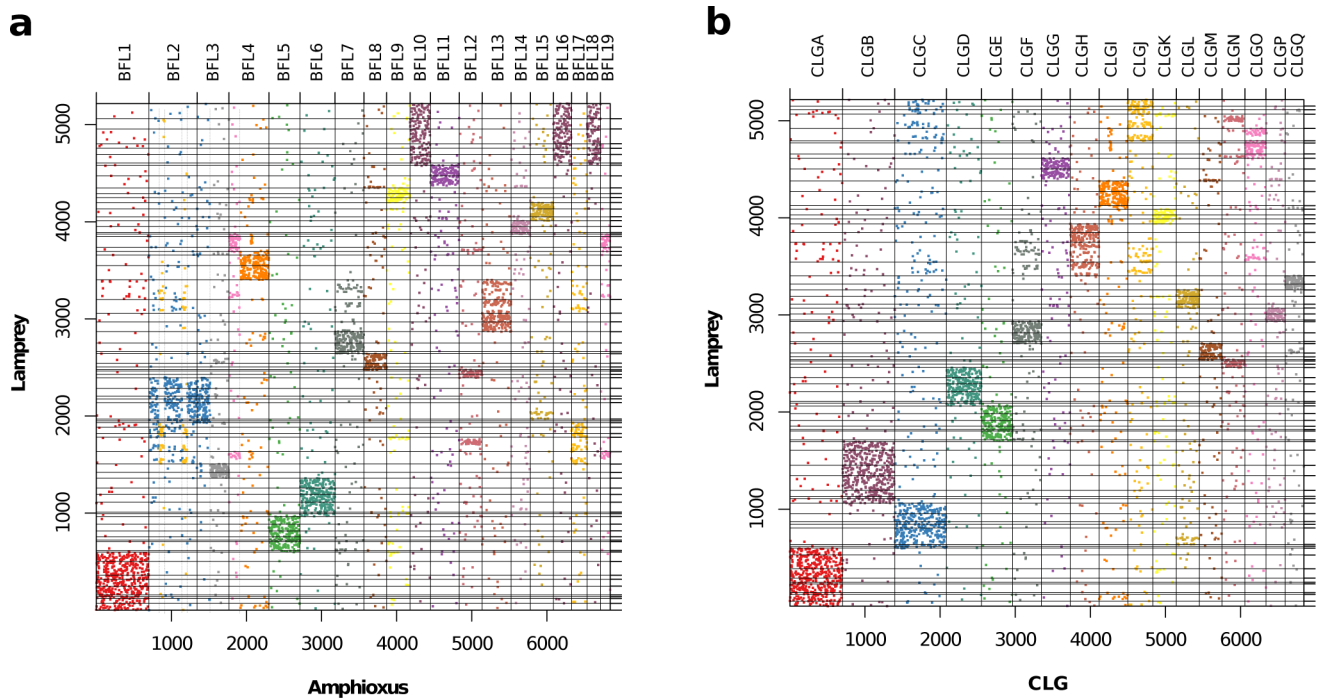 a
BFL1 BFL2 BFL3 BFL4 BFL5 BFL6 BFL7 BFL8 BFL9 BFL10 BFL11 BFL12 BFL13 BFL14 BFL15 BFL16 BFL17 BFL18 BFL19
5000
4000
3000
2000
1000
Lamprey
1000 2000 3000 4000 5000 6000
Amphioxus
b
CLGA CLGB CLGC CLGD CLGE CLGF CLGG CLGH CLGI CLGJ CLGK CLGL CLGM CLGN CLGO CLGP CLGQ
5000
4000
3000
2000
1000
Lamprey
1000 2000 3000 4000 5000 6000
CLG